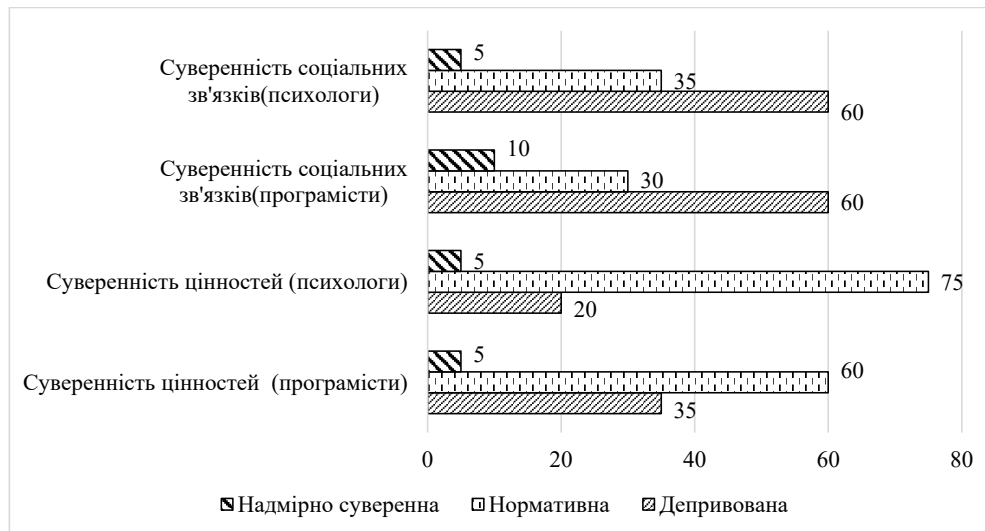 Суверенність соціальних
зв'язків(психологи)
5
35
60
Суверенність соціальних
зв'язків(програмісти)
10
30
60
Суверенність цінностей (психологи)
5
75
20
Суверенність цінностей (програмісти)
5
60
35
0 20 40 60 80
Надмірно суверенна Нормативна Депривована